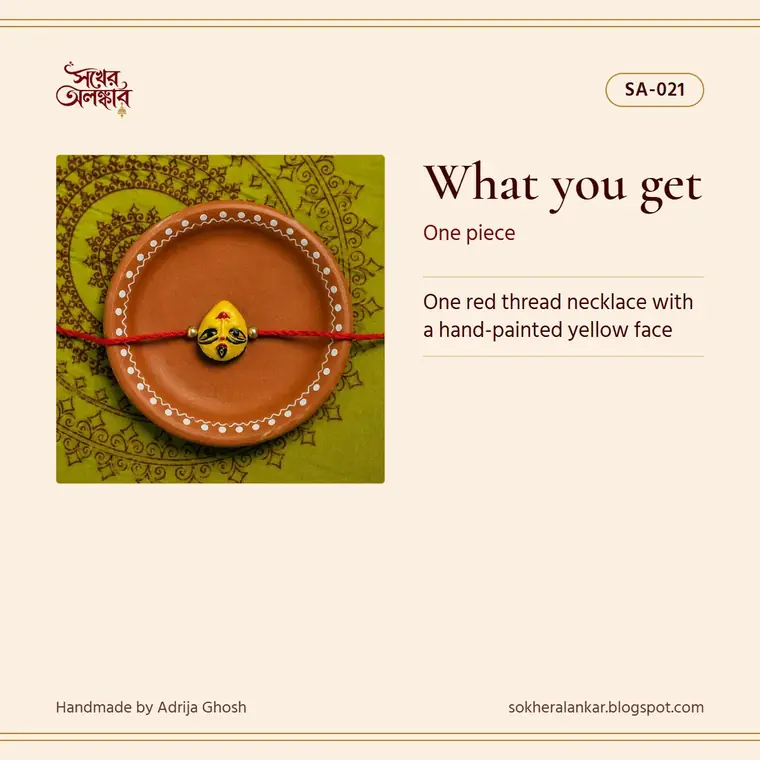 সখের
অলঙ্কার
SA-021
What you get
One piece
One red thread necklace with
a hand-painted yellow face
Handmade by Adrija Ghosh
sokheralankar.blogspot.com